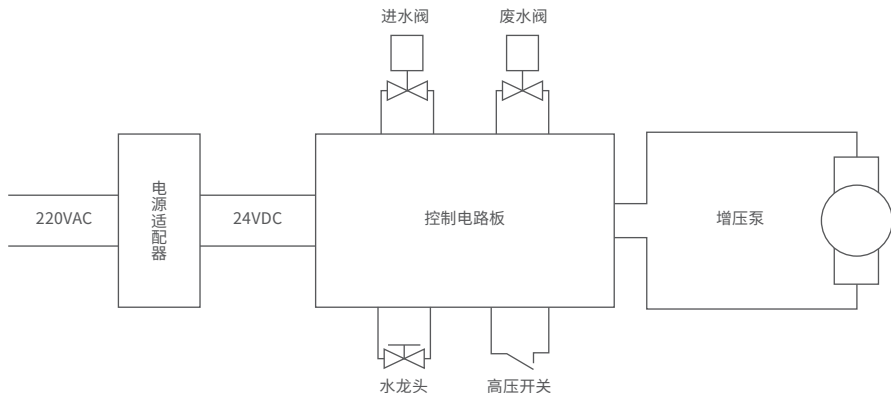 进水阀
废水阀
220VAC
电源适配器
24VDC
控制电路板
增压泵
水龙头
高压开关